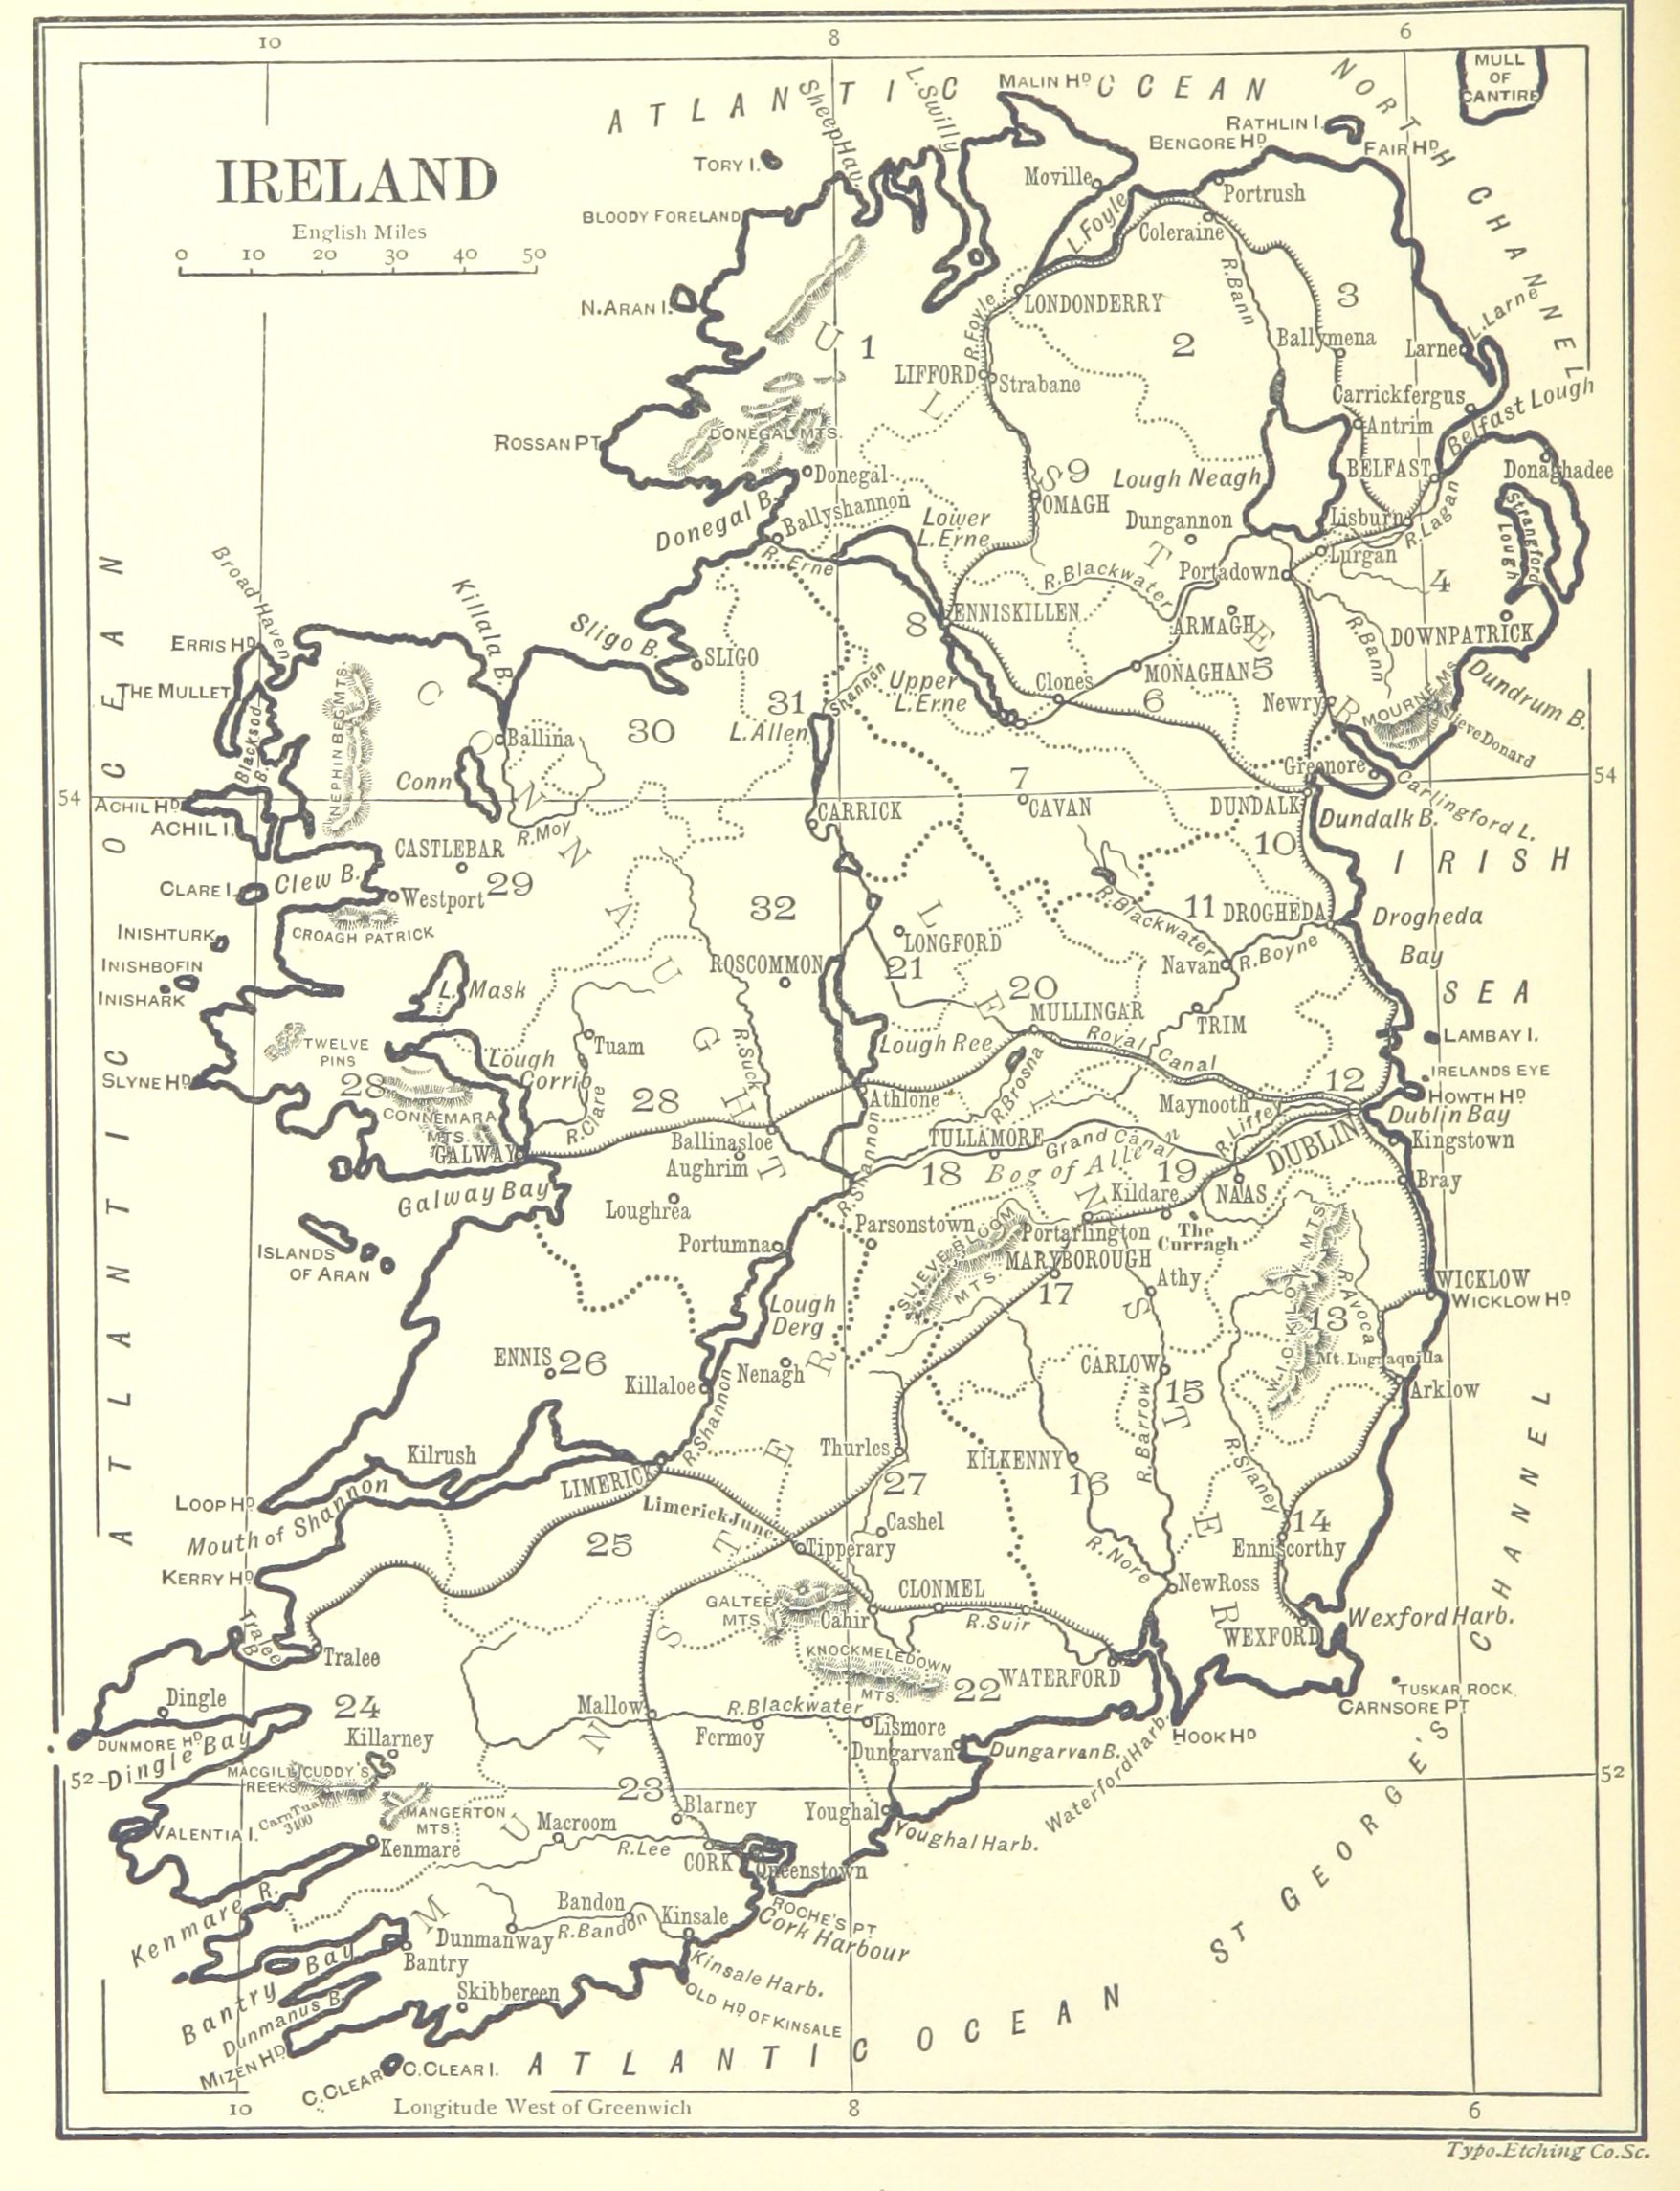 10
8
6
IRELAND
English Miles
0 10 20 30 40 50
ATLANTIC OCEAN
NORTH CHANNEL
MULL
OF
CANTIRE
MALIN HD
L. Swilly
Sheep Hav.
TORY I.
BLOODY FORELAND
N. ARAN I.
RATHLIN I.
BENGORE HD
FAIR HD
Moville
Portrush
L. Foyle
Coleraine
R. Bann
LONDONDERRY
R. Foyle
1
2
3
Ballymena
Larne
L. Larne
LIFFORD
Strabane
Carrickfergus
Antrim
Belfast Lough
ULSTER
DONEGAL MTS.
ROSSAN PT
Donegal
Donegal B.
Ballyshannon
R. Erne
Lower
L. Erne
9
OMAGH
Lough Neagh
BELFAST
Donaghadee
Dungannon
Lisburn
R. Lagan
Lurgan
Strangford
Lough
Portadown
R. Blackwater
4
ENNISKILLEN
8
ARMAGH
R. Bann
DOWNPATRICK
MONAGHAN
5
Clones
6
Newry
MOURNE MS
Slieve Donard
Dundrum B.
Upper
L. Erne
Greenore
Carlingford L.
54
54
Broad Haven
ERRIS HD
THE MULLET
Blacksod
B.
Killala B.
Sligo B.
SLIGO
NEPHIN BEG MTS.
CONNAUGHT
Ballina
Conn
R. Moy
30
31
L. Allen
Shannon
7
CAVAN
CARRICK
DUNDALK
Dundalk B.
10
ACHIL HD
ACHIL I.
CLARE I.
Clew B.
CASTLEBAR
29
Westport
CROAGH PATRICK
INISHTURK
INISHBOFIN
INISHARK
L. Mask
32
ROSCOMMON
LONGFORD
21
R. Blackwater
11
DROGHEDA
Drogheda
Bay
Navan
R. Boyne
IRISH
SEA
20
MULLINGAR
TRIM
LAMBAY I.
IRELANDS EYE
HOWTH HD
TWELVE
PINS
SLYNE HD
28
CONNEMARA
MTS.
Lough
Corrib
Tuam
R. Clare
28
R. Suck
Lough Ree
Royal Canal
R. Brosna
Athlone
Maynooth
12
R. Liffey
Dublin Bay
Kingstown
DUBLIN
GALWAY
Ballinasloe
Aughrim
TULLAMORE
Grand Canal
18
Bog of Allen
19
NAAS
Bray
Galway Bay
Loughrea
R. Shannon
LEINSTER
Kildare
Parsonstown
Portarlington
The
Curragh
ISLANDS
OF ARAN
Portumna
SLIEVE BLOOM
MTS.
MARYBOROUGH
17
Athy
WICKLOW MTS.
R. Avoca
WICKLOW
WICKLOW HD
13
Lough
Derg
Mt. Lugnaquilla
ENNIS
26
Killaloe
Nenagh
CARLOW
15
Arklow
R. Shannon
Kilrush
Thurles
KILKENNY
R. Barrow
R. Slaney
27
16
LOOP HD
Mouth of Shannon
LIMERICK
Limerick Junc.
25
Cashel
Tipperary
R. Nore
14
Enniscorthy
KERRY HD
GALTEE
MTS.
Cahir
CLONMEL
R. Suir
New Ross
WEXFORD
Wexford Harb.
Tralee
B.
Tralee
MUNSTER
KNOCKMELEDOWN
MTS.
22
WATERFORD
TUSKAR ROCK
CARNSORE PT
Dingle
24
Mallow
R. Blackwater
Fermoy
Lismore
HOOK HD
DUNMORE HD
Dingle Bay
Killarney
Dungarvan
Dungarvan B.
Waterford Harb.
52
52
MACGILLICUDDY'S
REEKS
Carn Tual
3400
MANGERTON
MTS.
23
Blarney
Youghal
Youghal Harb.
VALENTIA I.
Macroom
R. Lee
CORK
Queenstown
Kenmare
Kenmare R.
Bandon
R. Bandon
Kinsale
ROCHE'S PT
Cork Harbour
Dunmanway
Bantry
Bantry Bay
Skibbereen
Kinsale Harb.
OLD HD OF KINSALE
Dunmanus B.
MIZEN HD
C. CLEAR
C. CLEAR I.
ATLANTIC OCEAN
ST GEORGE'S CHANNEL
ATLANTIC OCEAN
10
Longitude West of Greenwich
8
6
Typo-Etching Co. Sc.